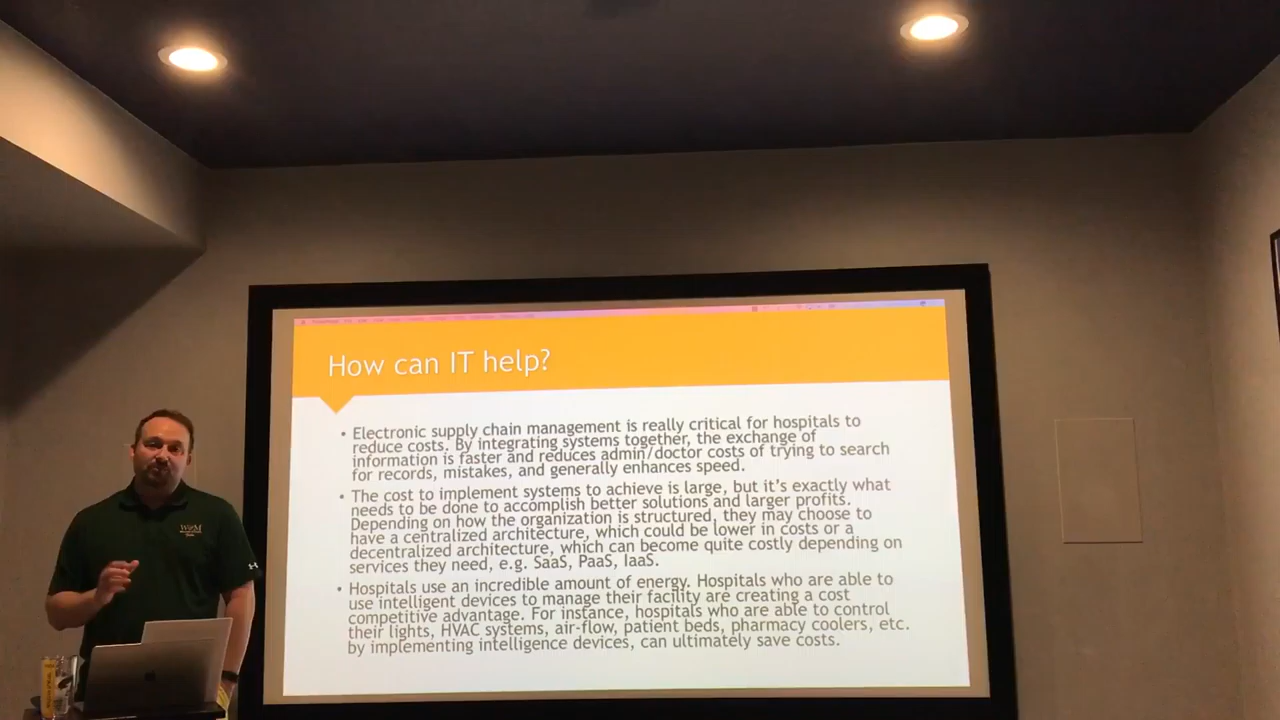 How can IT help?
• Electronic supply chain management is really critical for hospitals to
reduce costs. By integrating systems together, the exchange of
information is faster and reduces admin/doctor costs of trying to search
for records, mistakes, and generally enhances speed.
• The cost to implement systems to achieve is large, but it's exactly what
needs to be done to accomplish better solutions and larger profits.
Depending on how the organization is structured, they may choose to
have a centralized architecture, which could be lower in costs or a
decentralized architecture, which can become quite costly depending on
services they need, e.g. SaaS, PaaS, IaaS.
• Hospitals use an incredible amount of energy. Hospitals who are able to
use intelligent devices to manage their facility are creating a cost
competitive advantage. For instance, hospitals who are able to control
their lights, HVAC systems, air-flow, patient beds, pharmacy coolers, etc.
by implementing intelligence devices, can ultimately save costs.
W&M